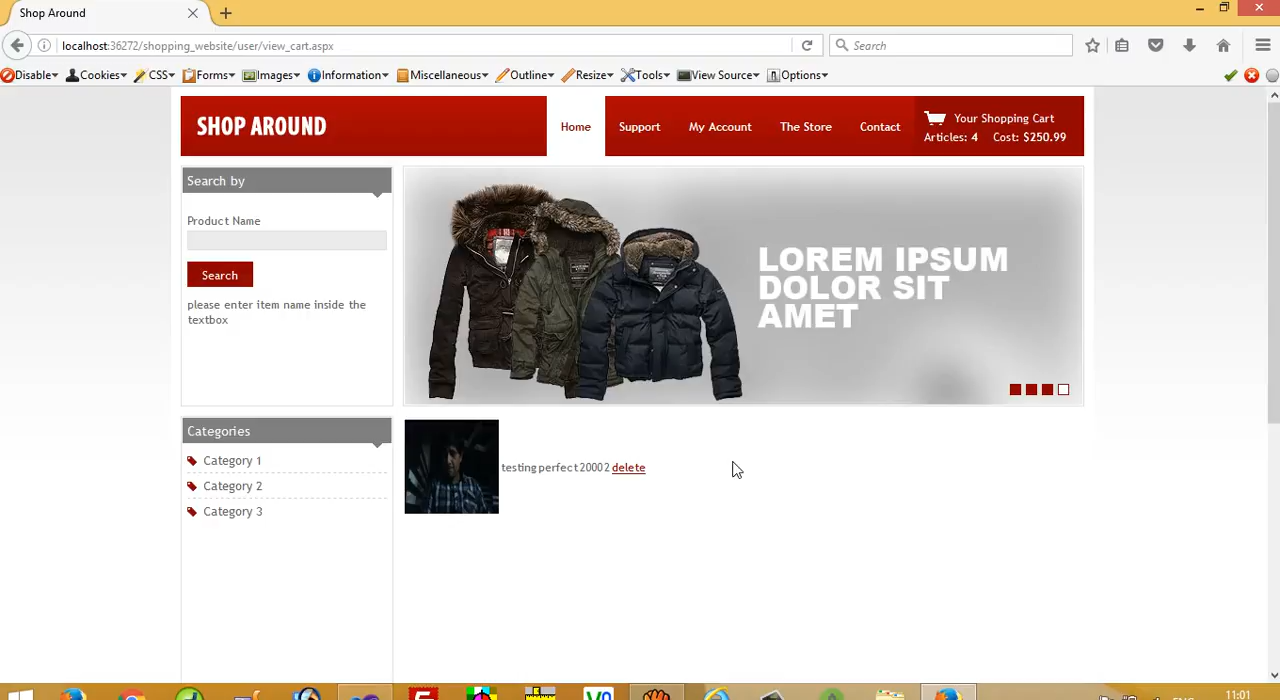 Shop Around
localhost:36272/shopping_website/user/view_cart.aspx
Search
Disable Cookies CSS Forms Images Information Miscellaneous Outline Resize Tools View Source Options
SHOP AROUND
Home Support My Account The Store Contact
Your Shopping Cart
Articles: 4 Cost: $250.99
Search by
Product Name
Search
please enter item name inside the
textbox
LOREM IPSUM
DOLOR SIT
AMET
Categories
Category 1
Category 2
Category 3
testing perfect 2000 2 delete
11:01